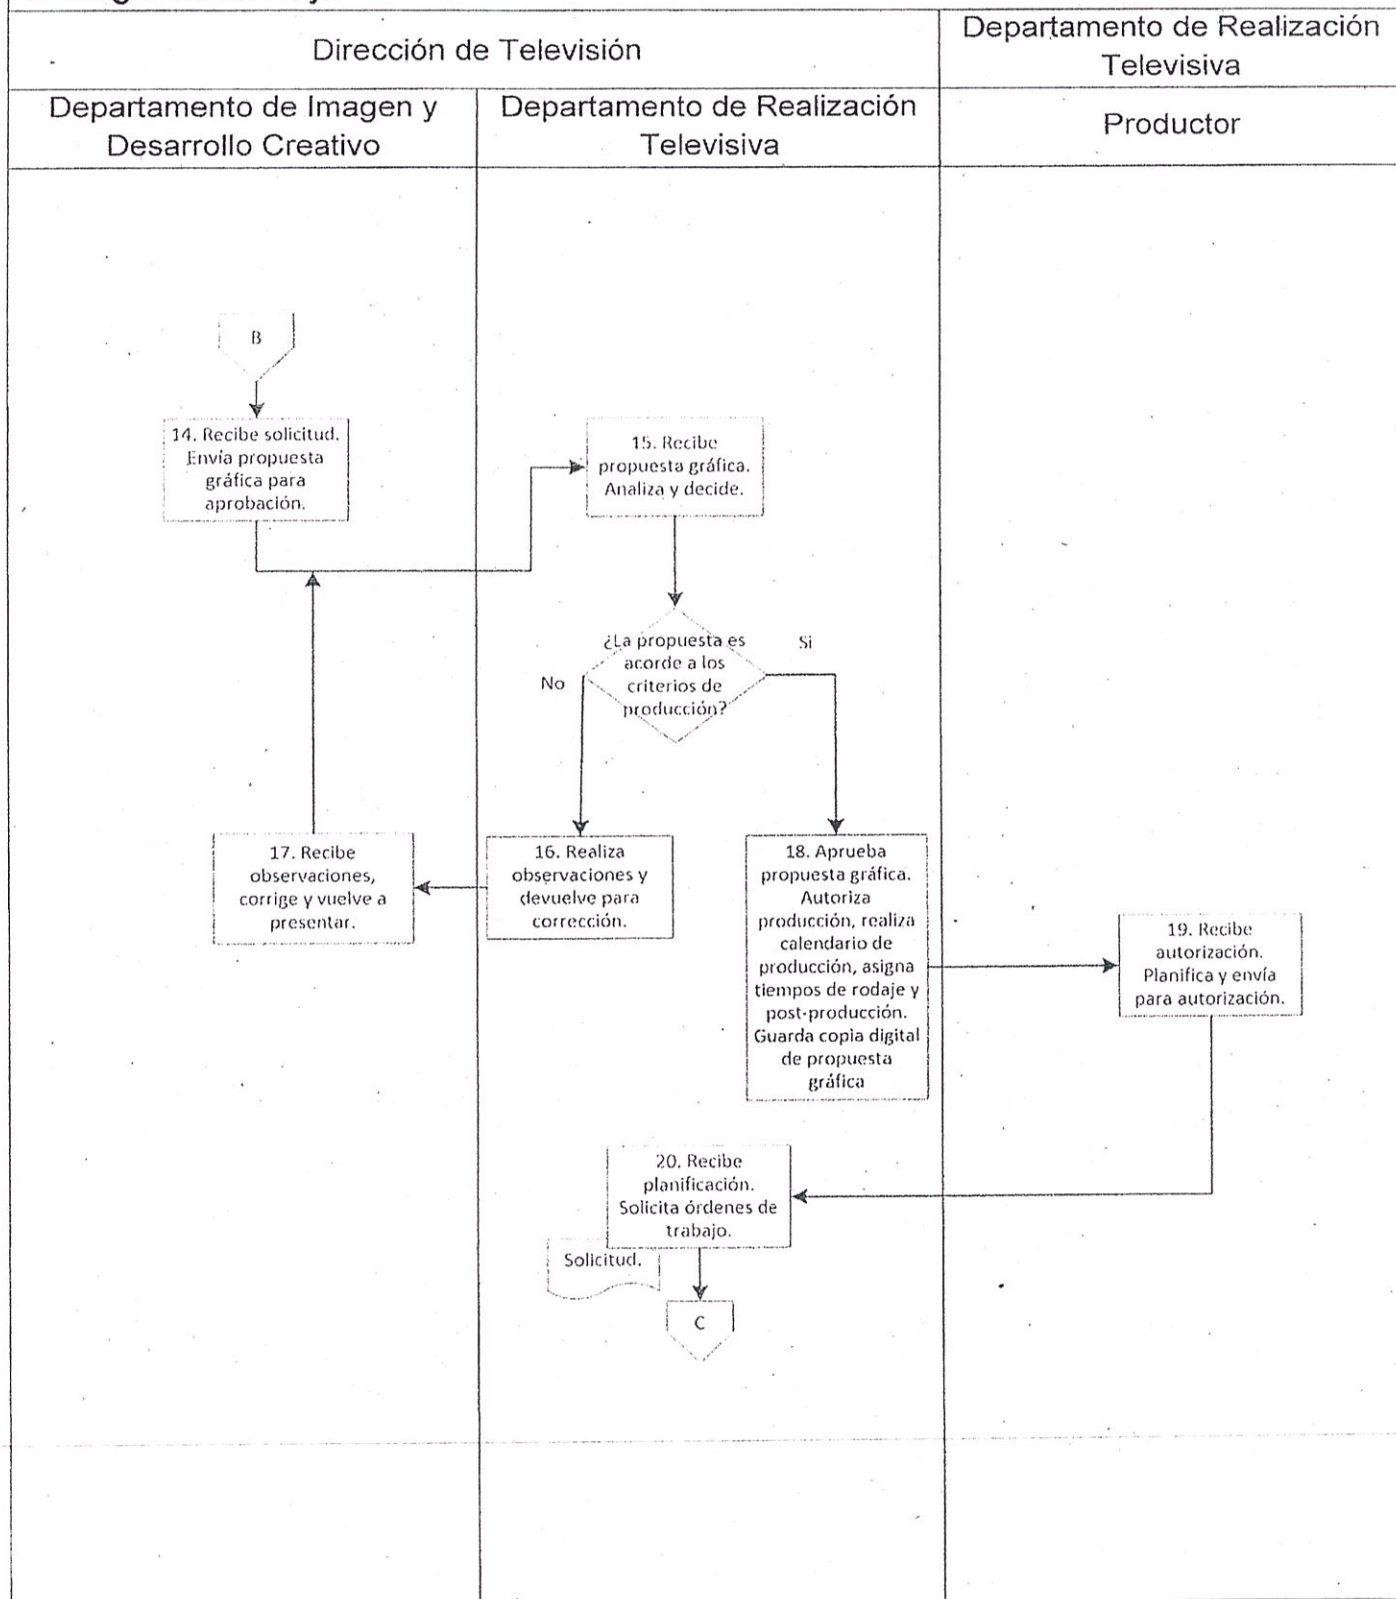 Dirección de Televisión
Departamento de Realización
Televisiva
Departamento de Imagen y
Desarrollo Creativo
Departamento de Realización
Televisiva
Productor
B
14. Recibe solicitud.
Envía propuesta
gráfica para
aprobación.
15. Recibe
propuesta gráfica.
Analiza y decide.
¿La propuesta es
acorde a los
criterios de
producción?
Si
No
17. Recibe
observaciones,
corrige y vuelve a
presentar.
16. Realiza
observaciones y
devuelve para
corrección.
18. Aprueba
propuesta gráfica.
Autoriza
producción, realiza
calendario de
producción, asigna
tiempos de rodaje y
post-producción.
Guarda copia digital
de propuesta
gráfica
19. Recibe
autorización.
Planifica y envía
para autorización.
20. Recibe
planificación.
Solicita órdenes de
trabajo.
Solicitud.
C